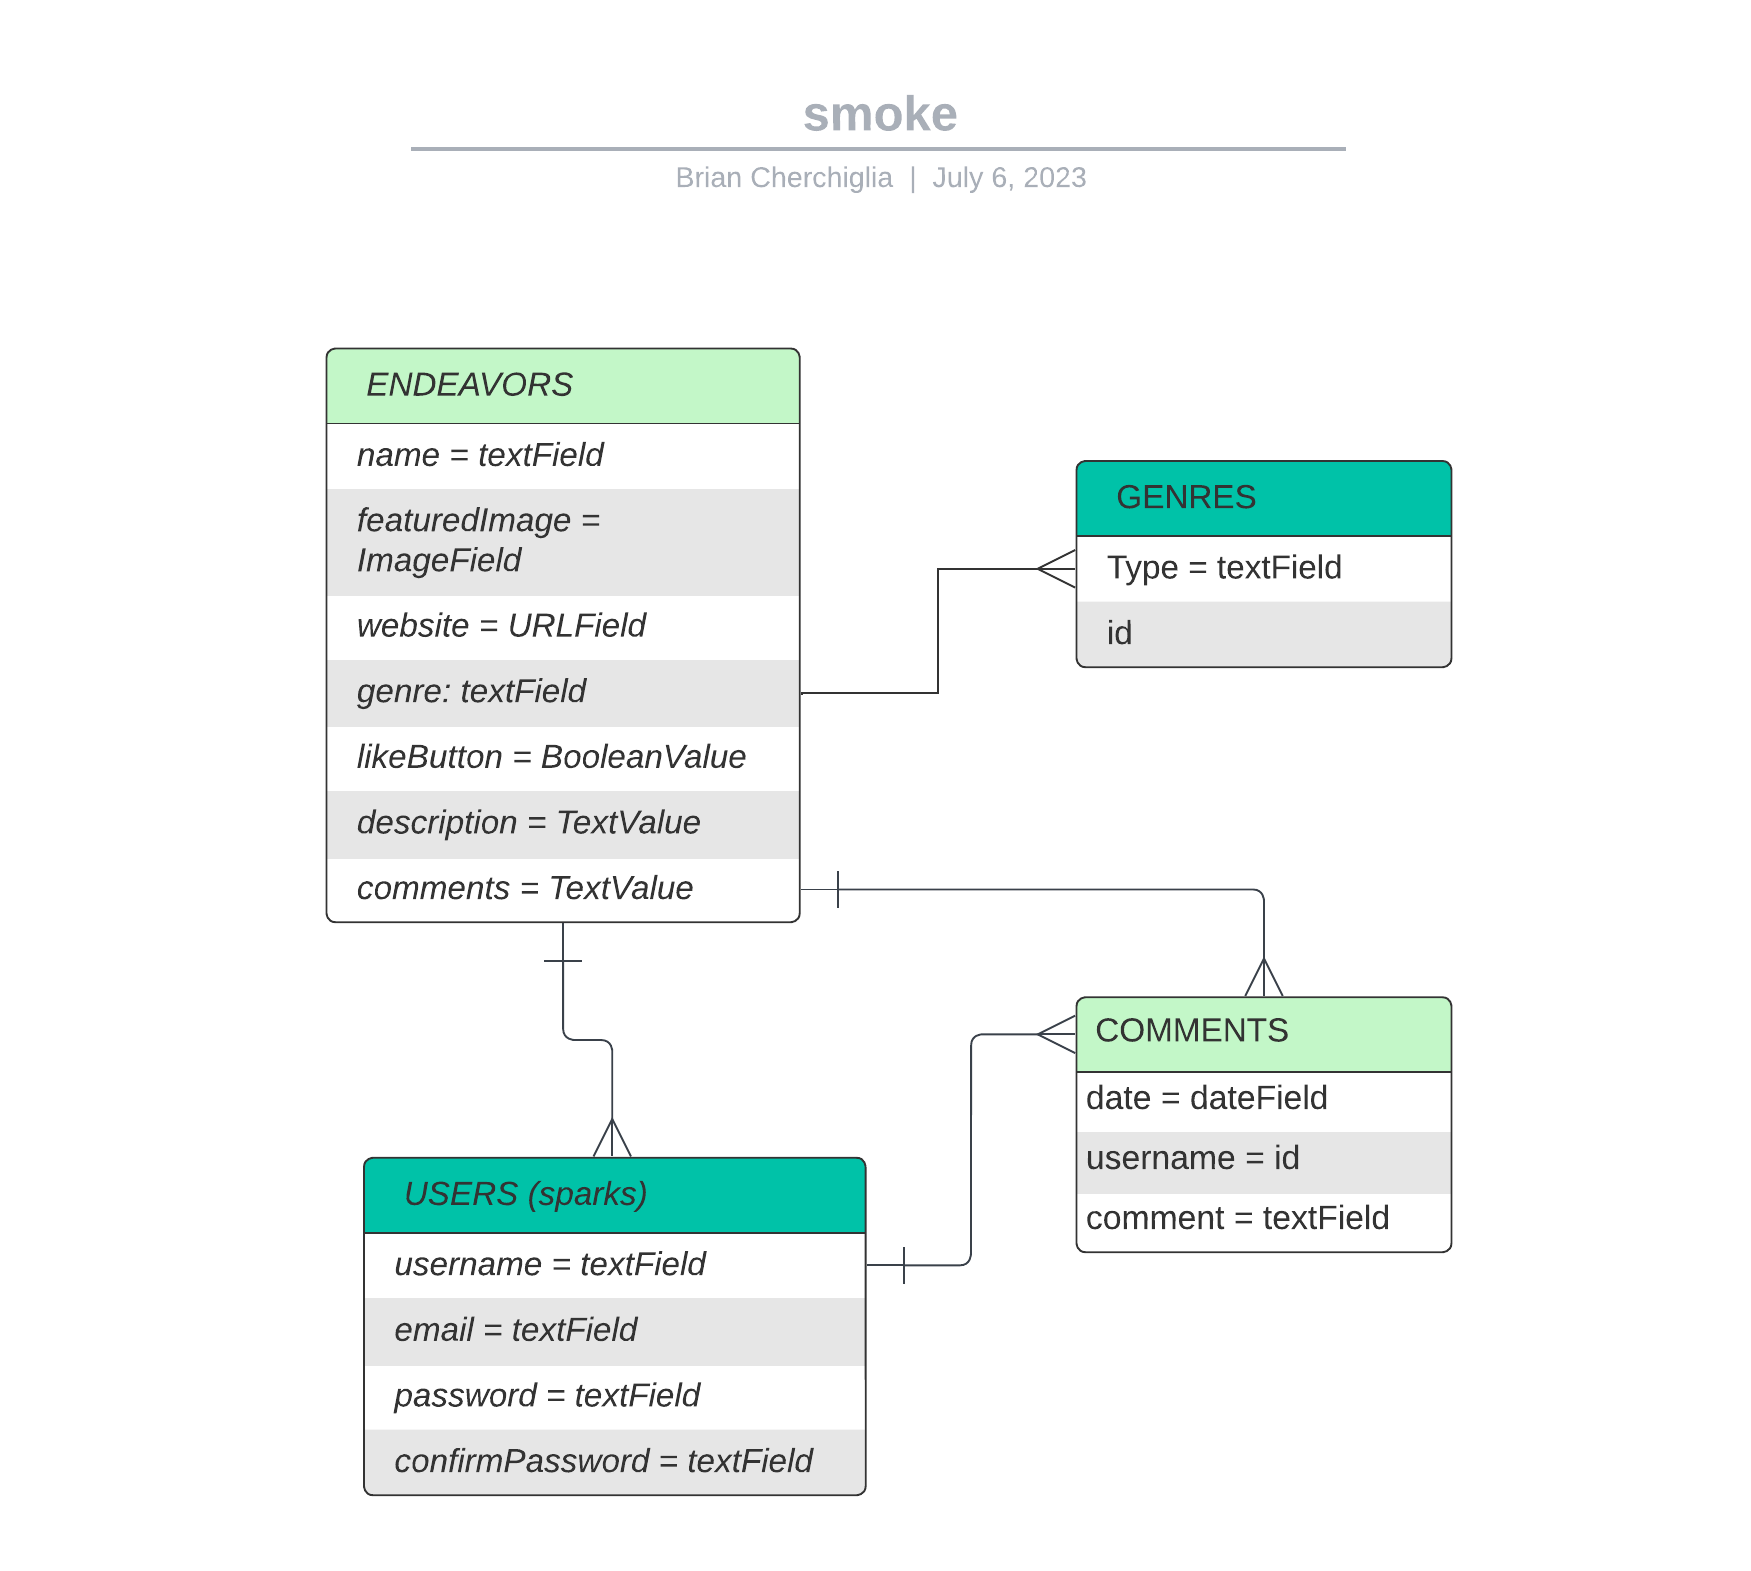 smoke
Brian Cherchiglia | July 6, 2023
ENDEAVORS
name = textField
featuredImage =
ImageField
website = URLField
genre: textField
likeButton = BooleanValue
description = TextValue
comments = TextValue
GENRES
Type = textField
id
COMMENTS
date = dateField
username = id
comment = textField
USERS (sparks)
username = textField
email = textField
password = textField
confirmPassword = textField